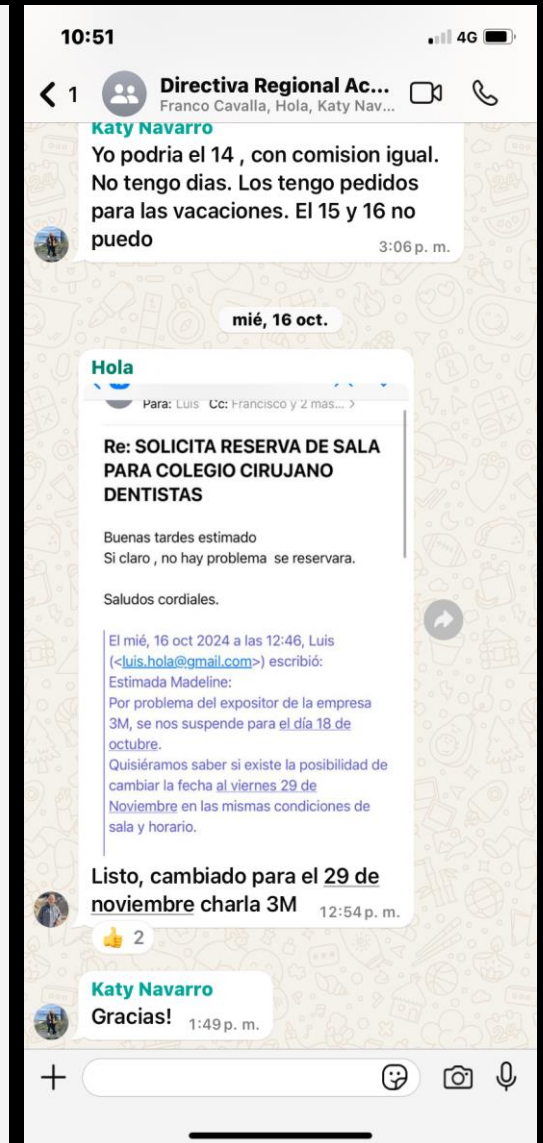 10:51
4G
1
Directiva Regional Ac...
Franco Cavalla, Hola, Katy Nav...
Katy Navarro
Yo podria el 14 , con comision igual.
No tengo dias. Los tengo pedidos
para las vacaciones. El 15 y 16 no
puedo
3:06 p. m.
mié, 16 oct.
Hola
Para: Luis Cc: Francisco y 2 más... >
Re: SOLICITA RESERVA DE SALA
PARA COLEGIO CIRUJANO
DENTISTAS
Buenas tardes estimado
Si claro , no hay problema se reservara.
Saludos cordiales.
El mié, 16 oct 2024 a las 12:46, Luis
(<luis.hola@gmail.com>) escribió:
Estimada Madeline:
Por problema del expositor de la empresa
3M, se nos suspende para el día 18 de
octubre.
Quisiéramos saber si existe la posibilidad de
cambiar la fecha al viernes 29 de
Noviembre en las mismas condiciones de
sala y horario.
Listo, cambiado para el 29 de
noviembre charla 3M
12:54 p. m.
👍 2
Katy Navarro
Gracias!
1:49 p. m.